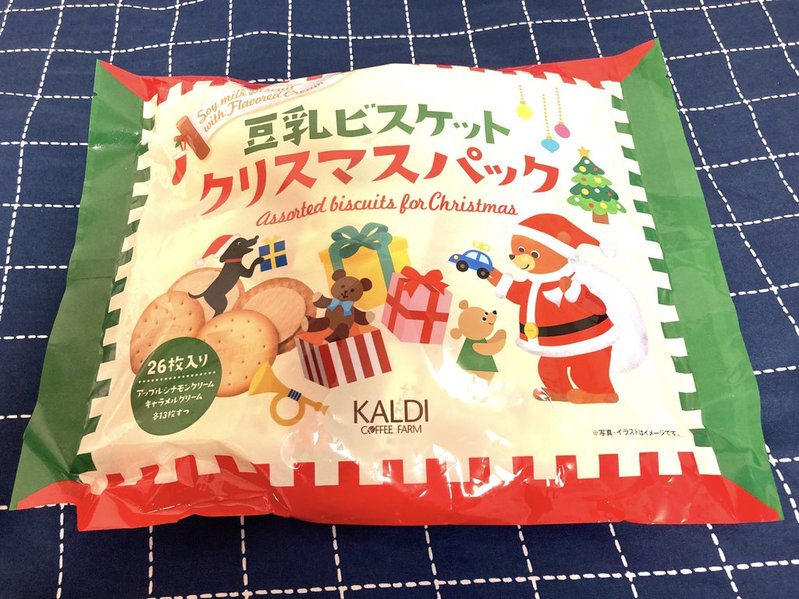 Soy milk biscuits
with Flavored Cream
豆乳ビスケット
クリスマスパック
Assorted biscuits for Christmas
26枚入り
アップルシナモンクリーム
キャラメルクリーム
各13枚ずつ
KALDI
COFFEE FARM
※写真・イラストはイメージです。